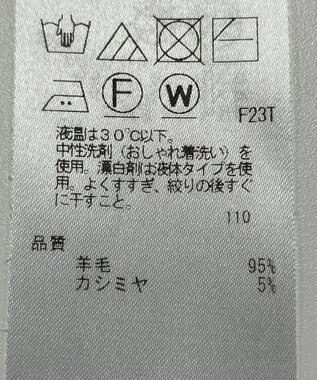 F
W
F23T
液温は30℃以下。
中性洗剤（おしゃれ着洗い）を
使用。漂白剤は液体タイプを使
用。よくすすぎ、絞りの後すぐ
に干すこと。
110
品質
羊毛 95%
カシミヤ 5%